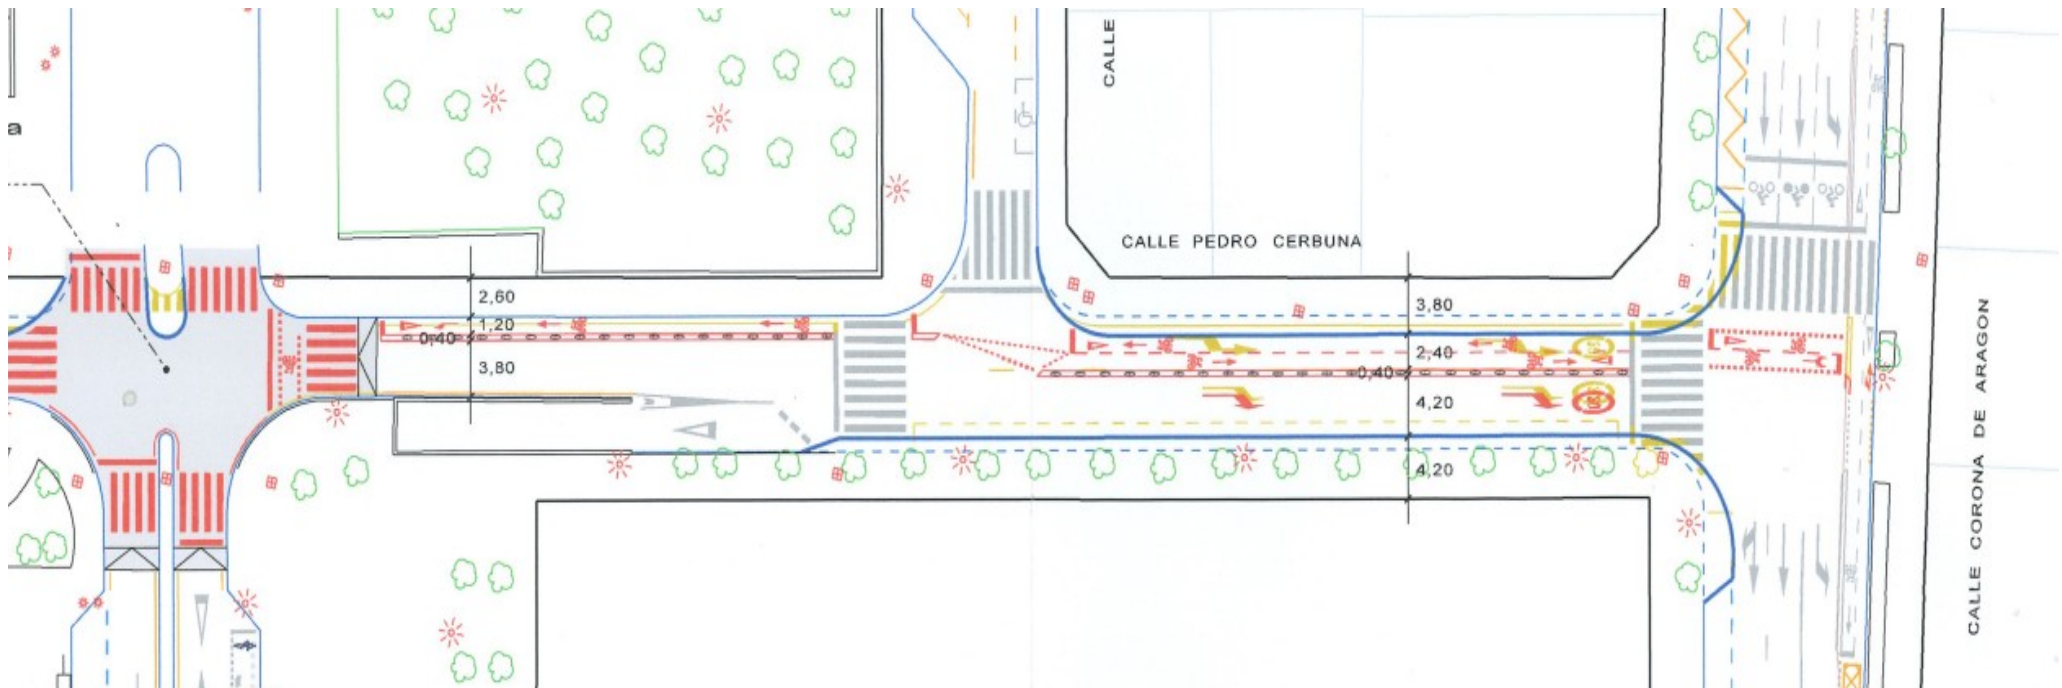 a
CALLE
CALLE PEDRO CERBUNA
2,60
1,20
0,40
3,80
3,80
2,40
0,40
4,20
4,20
CALLE CORONA DE ARAGON